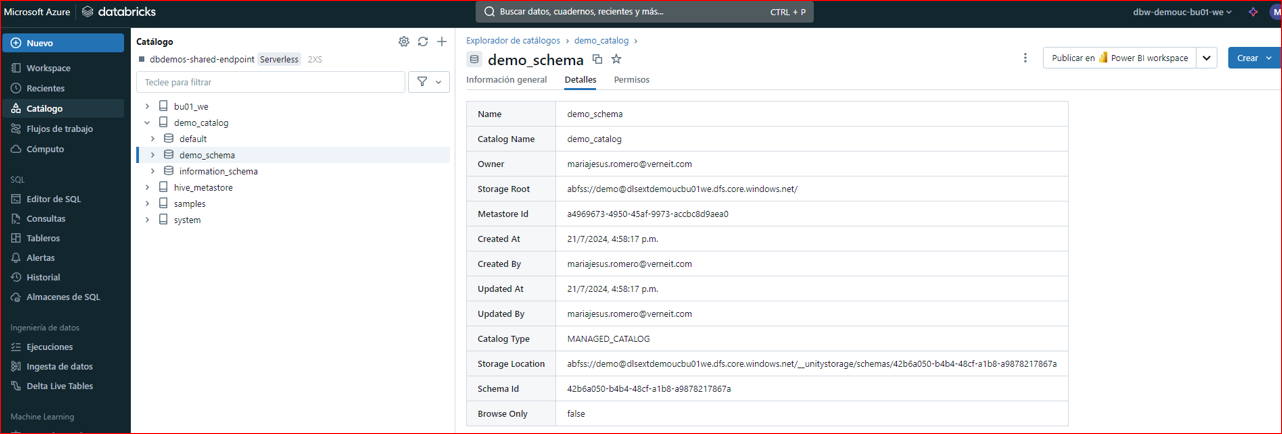 Microsoft Azure databricks
Buscar datos, cuadernos, recientes y más... CTRL + P
dbw-demouc-bu01-we
M
Nuevo
Workspace
Recientes
Catálogo
Flujos de trabajo
Cómputo
SQL
Editor de SQL
Consultas
Tableros
Alertas
Historial
Almacenes de SQL
Ingeniería de datos
Ejecuciones
Ingesta de datos
Delta Live Tables
Machine Learning
Catálogo
dbdemos-shared-endpoint Serverless 2XS
Teclee para filtrar
bu01_we
demo_catalog
default
demo_schema
information_schema
hive_metastore
samples
system
Explorador de catálogos > demo_catalog >
demo_schema
Publicar en Power BI workspace
Crear
Información general Detalles Permisos
Name demo_schema
Catalog Name demo_catalog
Owner mariajesus.romero@verneit.com
Storage Root abfss://demo@dlsextdemoucbu01we.dfs.core.windows.net/
Metastore Id a4969673-4950-45af-9973-accbc8d9aea0
Created At 21/7/2024, 4:58:17 p.m.
Created By mariajesus.romero@verneit.com
Updated At 21/7/2024, 4:58:17 p.m.
Updated By mariajesus.romero@verneit.com
Catalog Type MANAGED_CATALOG
Storage Location abfss://demo@dlsextdemoucbu01we.dfs.core.windows.net/__unitystorage/schemas/42b6a050-b4b4-48cf-a1b8-a9878217867a
Schema Id 42b6a050-b4b4-48cf-a1b8-a9878217867a
Browse Only false